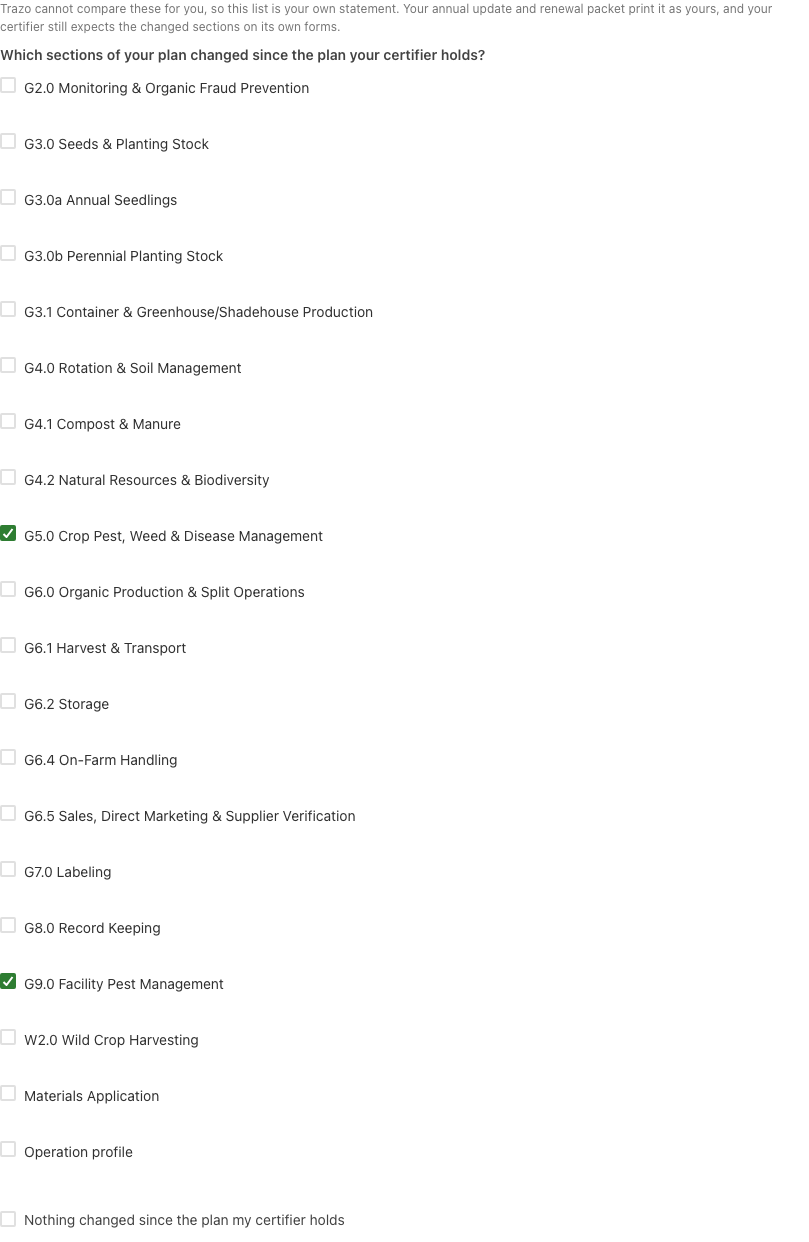 Trazo cannot compare these for you, so this list is your own statement. Your annual update and renewal packet print it as yours, and your
certifier still expects the changed sections on its own forms.
Which sections of your plan changed since the plan your certifier holds?
G2.0 Monitoring & Organic Fraud Prevention
G3.0 Seeds & Planting Stock
G3.0a Annual Seedlings
G3.0b Perennial Planting Stock
G3.1 Container & Greenhouse/Shadehouse Production
G4.0 Rotation & Soil Management
G4.1 Compost & Manure
G4.2 Natural Resources & Biodiversity
G5.0 Crop Pest, Weed & Disease Management
G6.0 Organic Production & Split Operations
G6.1 Harvest & Transport
G6.2 Storage
G6.4 On-Farm Handling
G6.5 Sales, Direct Marketing & Supplier Verification
G7.0 Labeling
G8.0 Record Keeping
G9.0 Facility Pest Management
W2.0 Wild Crop Harvesting
Materials Application
Operation profile
Nothing changed since the plan my certifier holds